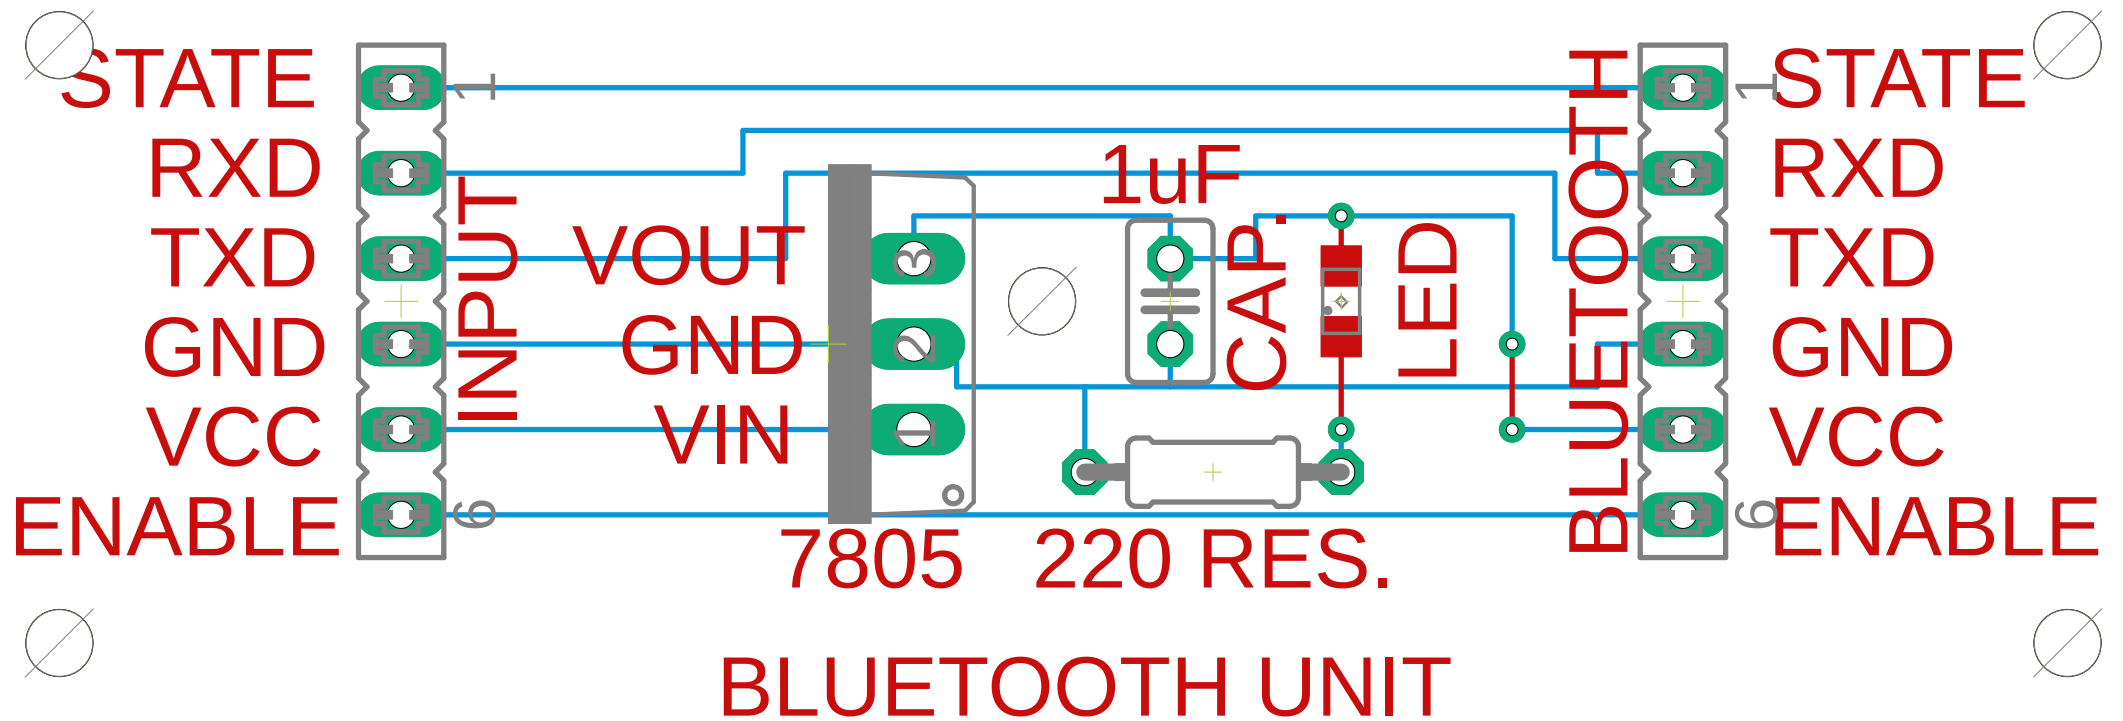 STATE
RXD
TXD
GND
VCC
ENABLE
1
6
INPUT
VOUT
GND
VIN
3
2
1
7805
1uF
CAP.
LED
220 RES.
BLUETOOTH
1
6
STATE
RXD
TXD
GND
VCC
ENABLE
BLUETOOTH UNIT